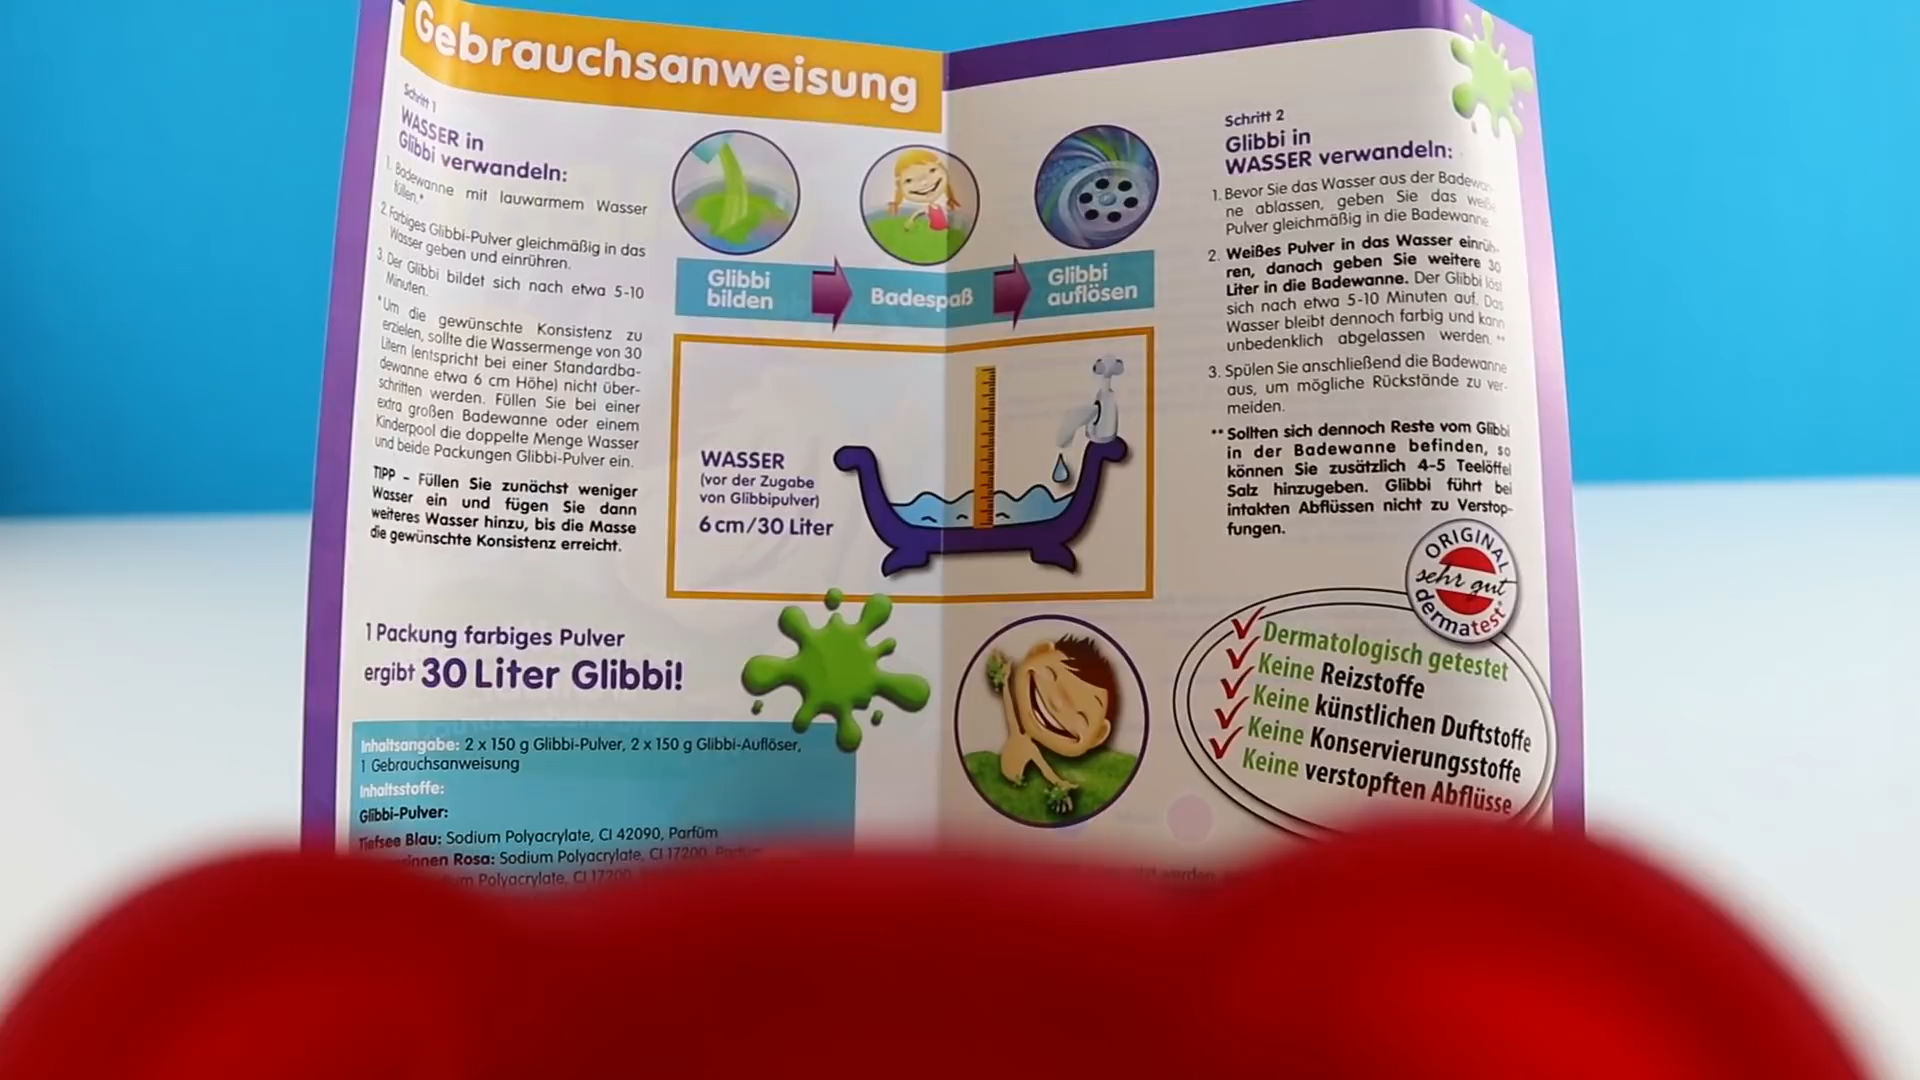 Gebrauchsanweisung
Schritt 1
WASSER in
Glibbi verwandeln:
1. Badewanne mit lauwarmem Wasser
füllen.*
2. Farbiges Glibbi-Pulver gleichmäßig in das
Wasser geben und einrühren.
3. Der Glibbi bildet sich nach etwa 5-10
Minuten.
*Um die gewünschte Konsistenz zu
erzielen, sollte die Wassermenge von 30
Litern (entspricht bei einer Standardba-
dewanne etwa 6 cm Höhe) nicht über-
schritten werden. Füllen Sie bei einer
extra großen Badewanne oder einem
Kinderpool die doppelte Menge Wasser
und beide Packungen Glibbi-Pulver ein.
TIPP - Füllen Sie zunächst weniger
Wasser ein und fügen Sie dann
weiteres Wasser hinzu, bis die Masse
die gewünschte Konsistenz erreicht.
1 Packung farbiges Pulver
ergibt 30 Liter Glibbi!
Inhaltsangabe: 2 x 150 g Glibbi-Pulver, 2 x 150 g Glibbi-Auflöser,
1 Gebrauchsanweisung
Inhaltsstoffe:
Glibbi-Pulver:
Tiefsee Blau: Sodium Polyacrylate, CI 42090, Parfüm
Rosa: Sodium Polyacrylate, CI 17200,
Polyacrylate, CI 17200
Glibbi
bilden
Badespaß
Glibbi
auflösen
WASSER
(vor der Zugabe
von Glibbipulver)
6 cm/30 Liter
Schritt 2
Glibbi in
WASSER verwandeln:
1. Bevor Sie das Wasser aus der Badewan-
ne ablassen, geben Sie das weiße
Pulver gleichmäßig in die Badewanne
2. Weißes Pulver in das Wasser einrüh-
ren, danach geben Sie weitere 30
Liter in die Badewanne. Der Glibbi löst
sich nach etwa 5-10 Minuten auf. Das
Wasser bleibt dennoch farbig und kann
unbedenklich abgelassen werden. **
3. Spülen Sie anschließend die Badewanne
aus, um mögliche Rückstände zu ver-
meiden.
** Sollten sich dennoch Reste vom Glibbi
in der Badewanne befinden, so
können Sie zusätzlich 4-5 Teelöffel
Salz hinzugeben. Glibbi führt bei
intakten Abflüssen nicht zu Verstop-
fungen.
ORIGINAL
sehr gut
dermatest
Dermatologisch getestet
Keine Reizstoffe
Keine künstlichen Duftstoffe
Keine Konservierungsstoffe
Keine verstopften Abflüsse